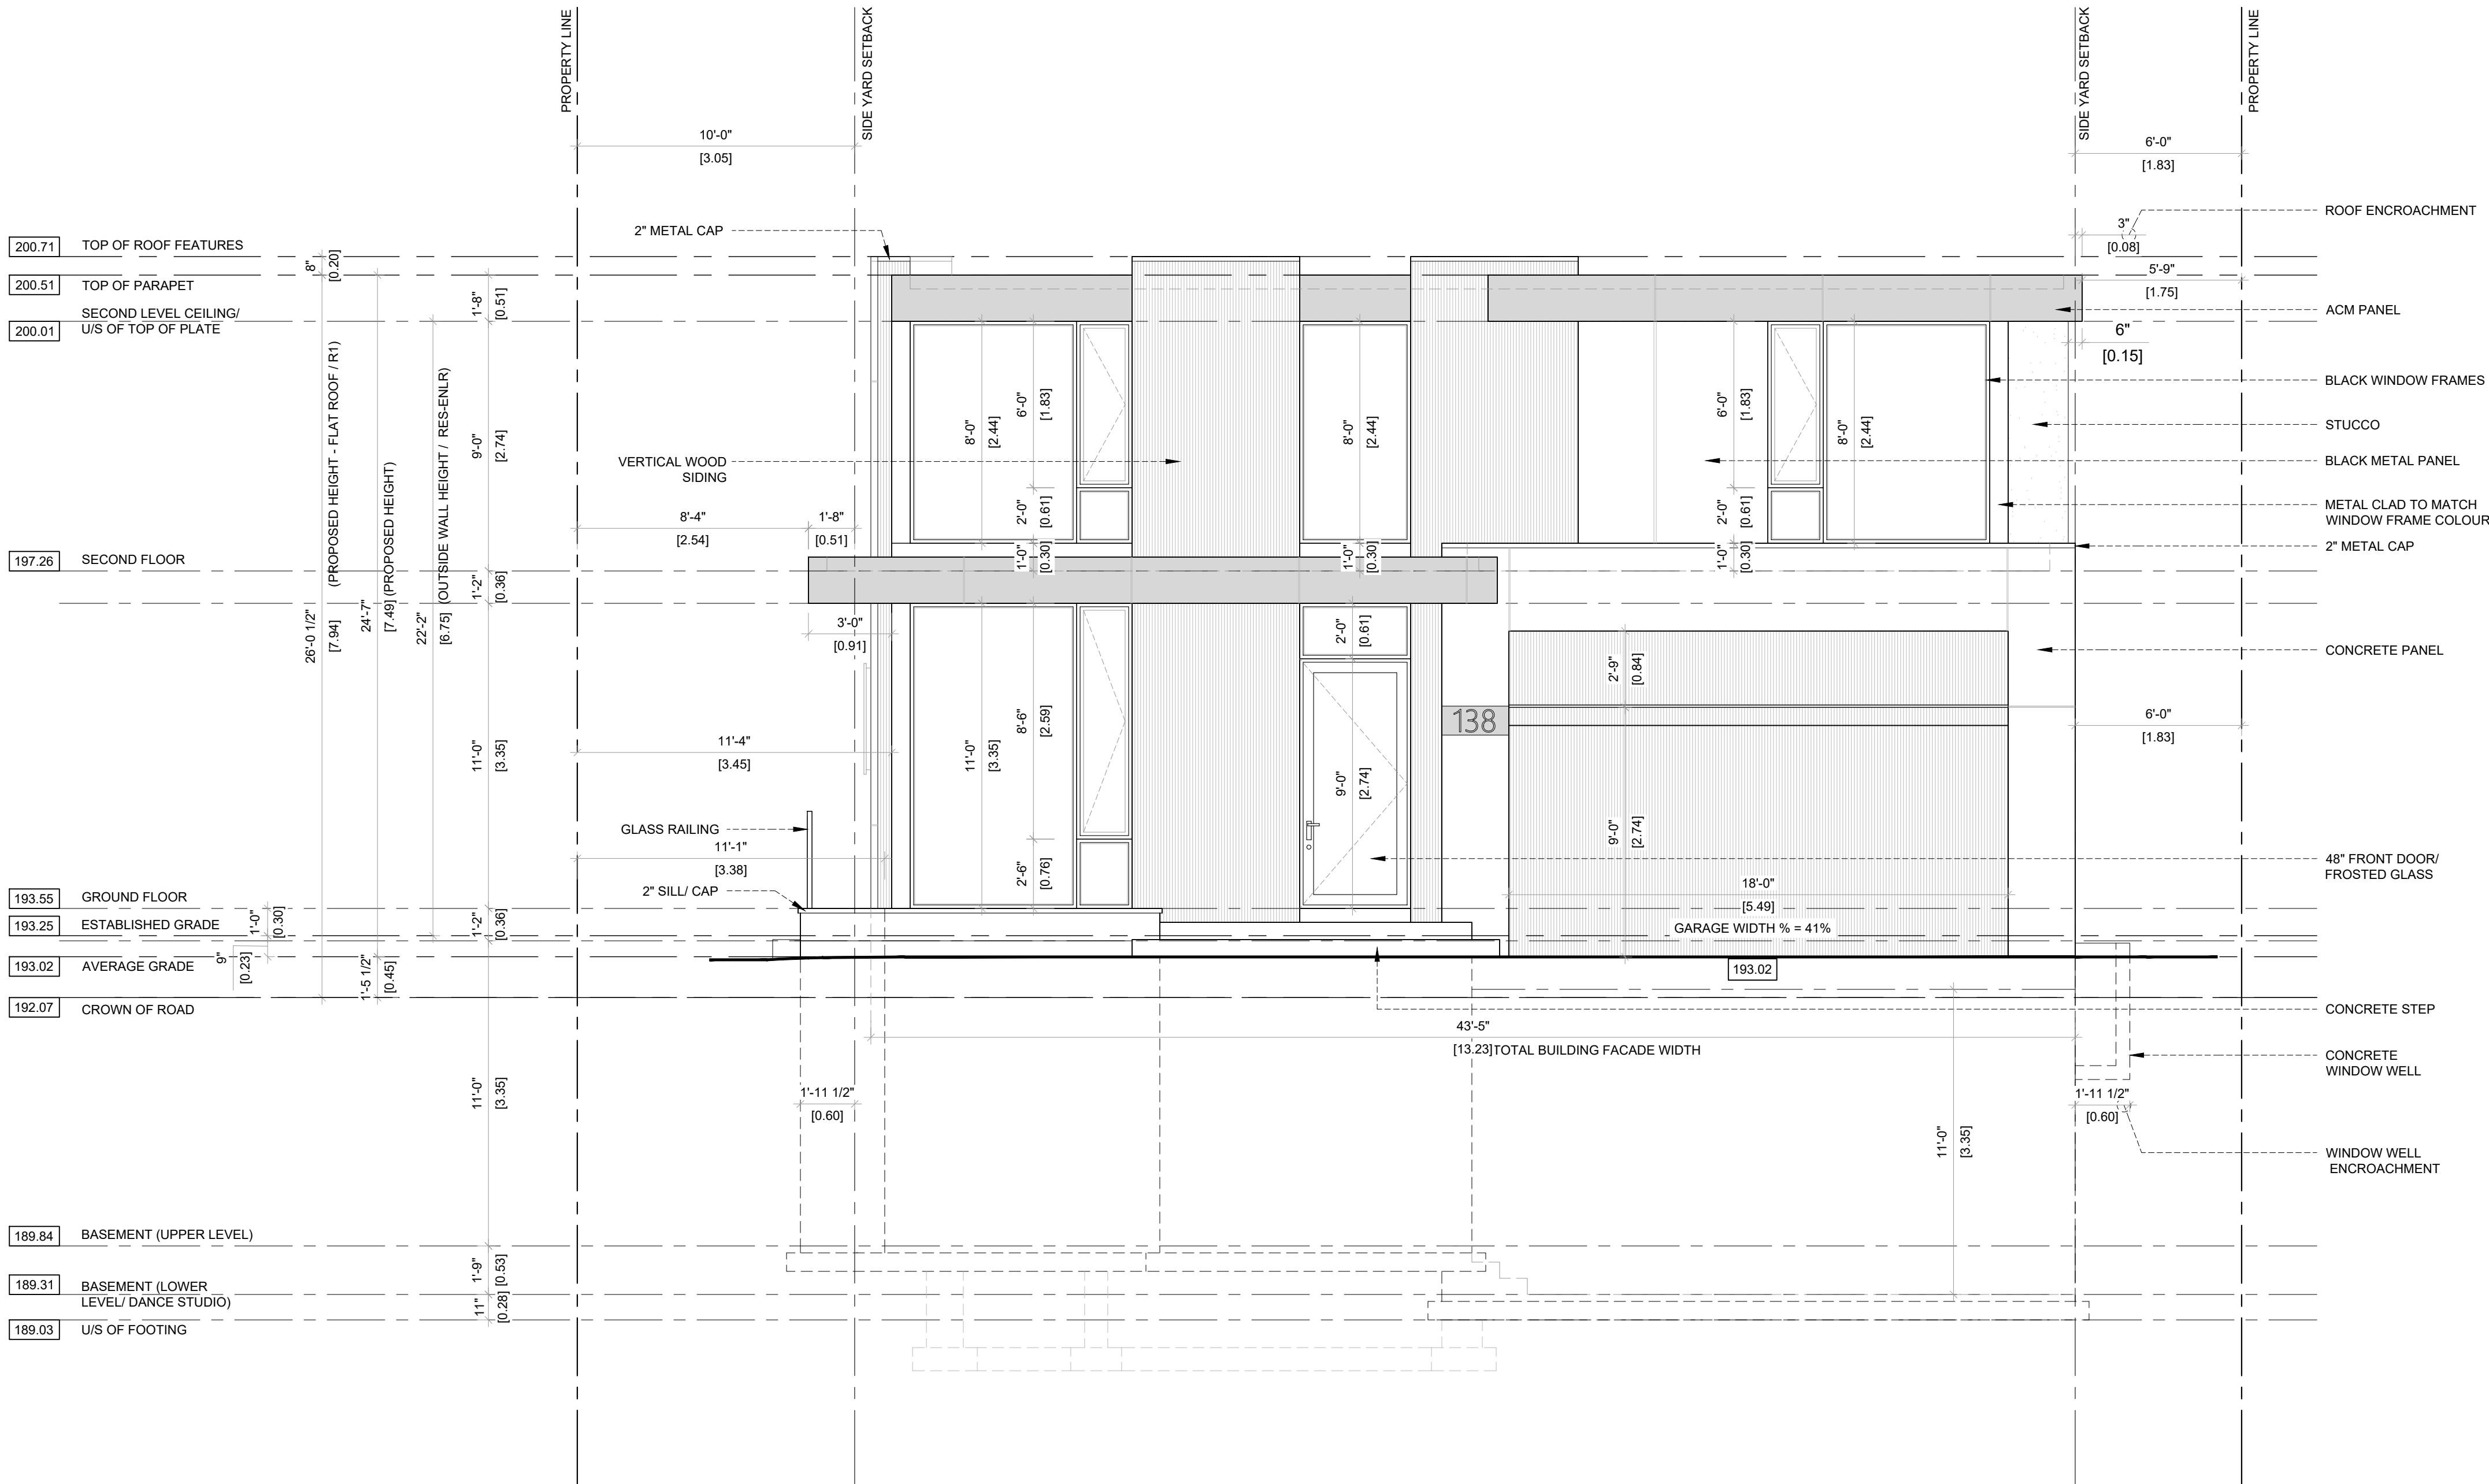 PROPERTY LINE
SIDE YARD SETBACK
SIDE YARD SETBACK
PROPERTY LINE
10'-0"
[3.05]
6'-0"
[1.83]
200.71 TOP OF ROOF FEATURES
200.51 TOP OF PARAPET
SECOND LEVEL CEILING/
200.01 U/S OF TOP OF PLATE
197.26 SECOND FLOOR
193.55 GROUND FLOOR
193.25 ESTABLISHED GRADE
193.02 AVERAGE GRADE
192.07 CROWN OF ROAD
189.84 BASEMENT (UPPER LEVEL)
189.31 BASEMENT (LOWER
LEVEL/ DANCE STUDIO)
189.03 U/S OF FOOTING
8"
[0.20]
26'-0 1/2" (PROPOSED HEIGHT - FLAT ROOF / R1)
[7.94]
24'-7"
[7.49] (PROPOSED HEIGHT)
22'-2"
[6.75] (OUTSIDE WALL HEIGHT / RES-ENLR)
1'-8"
[0.51]
9'-0"
[2.74]
1'-2"
[0.36]
11'-0"
[3.35]
1'-2"
[0.36]
1'-0"
[0.30]
9"
[0.23]
1'-5 1/2"
[0.45]
11'-0"
[3.35]
1'-9"
[0.53]
11"
[0.28]
2" METAL CAP
VERTICAL WOOD
SIDING
8'-4"
[2.54]
1'-8"
[0.51]
3'-0"
[0.91]
11'-4"
[3.45]
GLASS RAILING
11'-1"
[3.38]
2" SILL/ CAP
8'-0"
[2.44]
6'-0"
[1.83]
2'-0"
[0.61]
1'-0"
[0.30]
8'-0"
[2.44]
1'-0"
[0.30]
6'-0"
[1.83]
2'-0"
[0.61]
1'-0"
[0.30]
8'-0"
[2.44]
11'-0"
[3.35]
8'-6"
[2.59]
2'-6"
[0.76]
2'-0"
[0.61]
9'-0"
[2.74]
138
2'-9"
[0.84]
9'-0"
[2.74]
18'-0"
[5.49]
GARAGE WIDTH % = 41%
193.02
43'-5"
[13.23] TOTAL BUILDING FACADE WIDTH
1'-11 1/2"
[0.60]
11'-0"
[3.35]
1'-11 1/2"
[0.60]
3"
[0.08]
5'-9"
[1.75]
6"
[0.15]
6'-0"
[1.83]
ROOF ENCROACHMENT
ACM PANEL
BLACK WINDOW FRAMES
STUCCO
BLACK METAL PANEL
METAL CLAD TO MATCH
WINDOW FRAME COLOUR
2" METAL CAP
CONCRETE PANEL
48" FRONT DOOR/
FROSTED GLASS
CONCRETE STEP
CONCRETE
WINDOW WELL
WINDOW WELL
ENCROACHMENT